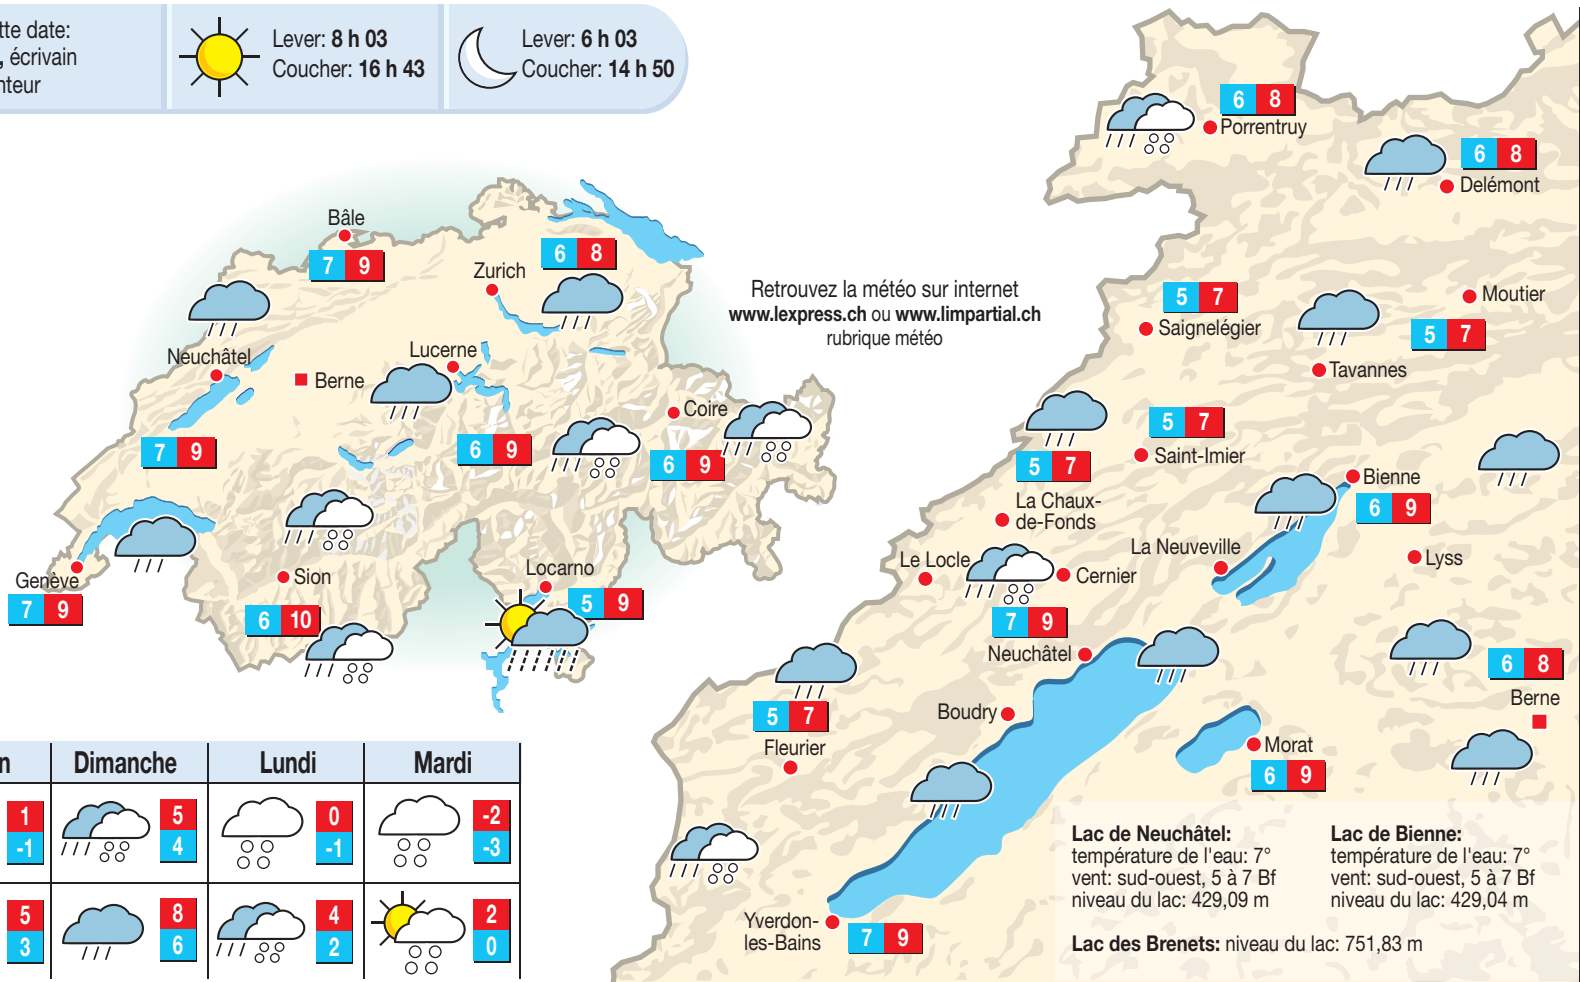 tte date:
, écrivain
nteur
Lever: 8 h 03
Coucher: 16 h 43
Lever: 6 h 03
Coucher: 14 h 50
Bâle
7 9
Zurich
6 8
Neuchâtel
7 9
Berne
Lucerne
6 9
Coire
6 9
Genève
7 9
Sion
6 10
Locarno
5 9
Retrouvez la météo sur internet
www.lexpress.ch ou www.limpartial.ch
rubrique météo
n
Dimanche
Lundi
Mardi
1
-1
5
4
0
-1
-2
-3
5
3
8
6
4
2
2
0
6 8
Porrentruy
6 8
Delémont
5 7
Saignelégier
Moutier
5 7
Tavannes
5 7
Saint-Imier
5 7
La Chaux-
de-Fonds
Bienne
6 9
La Neuveville
Lyss
Le Locle
Cernier
7 9
Neuchâtel
6 8
Berne
5 7
Fleurier
Boudry
Morat
6 9
Yverdon-
les-Bains
7 9
Lac de Neuchâtel:
température de l'eau: 7°
vent: sud-ouest, 5 à 7 Bf
niveau du lac: 429,09 m
Lac de Bienne:
température de l'eau: 7°
vent: sud-ouest, 5 à 7 Bf
niveau du lac: 429,04 m
Lac des Brenets: niveau du lac: 751,83 m